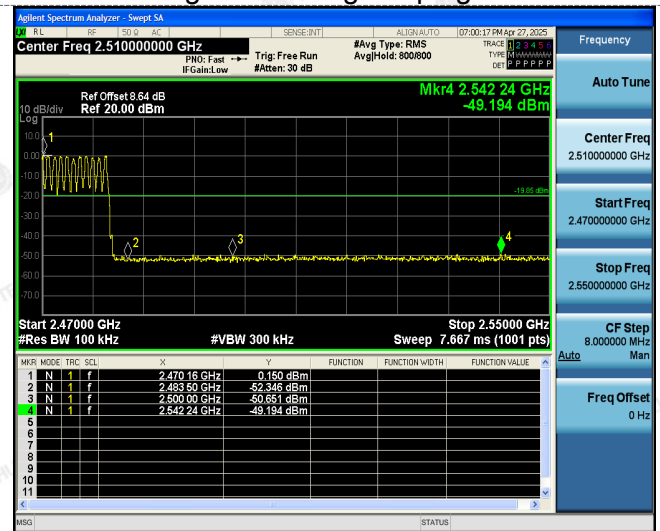 Agilent Spectrum Analyzer - Swept SA
LXI RL RF 50 Ω AC SENSE:INT ALIGN AUTO 07:00:17 PM Apr 27, 2025
Center Freq 2.510000000 GHz
PNO: Fast Trig: Free Run
IFGain:Low #Atten: 30 dB
#Avg Type: RMS
Avg|Hold: 800/800
TRACE 1 2 3 4 5 6
TYPE M
DET P P P P P P
Ref Offset 8.64 dB
10 dB/div Ref 20.00 dBm
Log
Mkr4 2.542 24 GHz
-49.194 dBm
10.0
0.00
-10.0
-20.0
-30.0
-40.0
-50.0
-60.0
-70.0
1
2
3
4
-19.85 dBm
Start 2.47000 GHz Stop 2.55000 GHz
#Res BW 100 kHz #VBW 300 kHz Sweep 7.667 ms (1001 pts)
MKR MODE TRC SCL X Y FUNCTION FUNCTION WIDTH FUNCTION VALUE
1 N 1 f 2.470 16 GHz 0.150 dBm
2 N 1 f 2.483 50 GHz -52.346 dBm
3 N 1 f 2.500 00 GHz -50.651 dBm
4 N 1 f 2.542 24 GHz -49.194 dBm
5
6
7
8
9
10
11
MSG STATUS
Frequency
Auto Tune
Center Freq
2.510000000 GHz
Start Freq
2.470000000 GHz
Stop Freq
2.550000000 GHz
CF Step
8.000000 MHz
Auto Man
Freq Offset
0 Hz